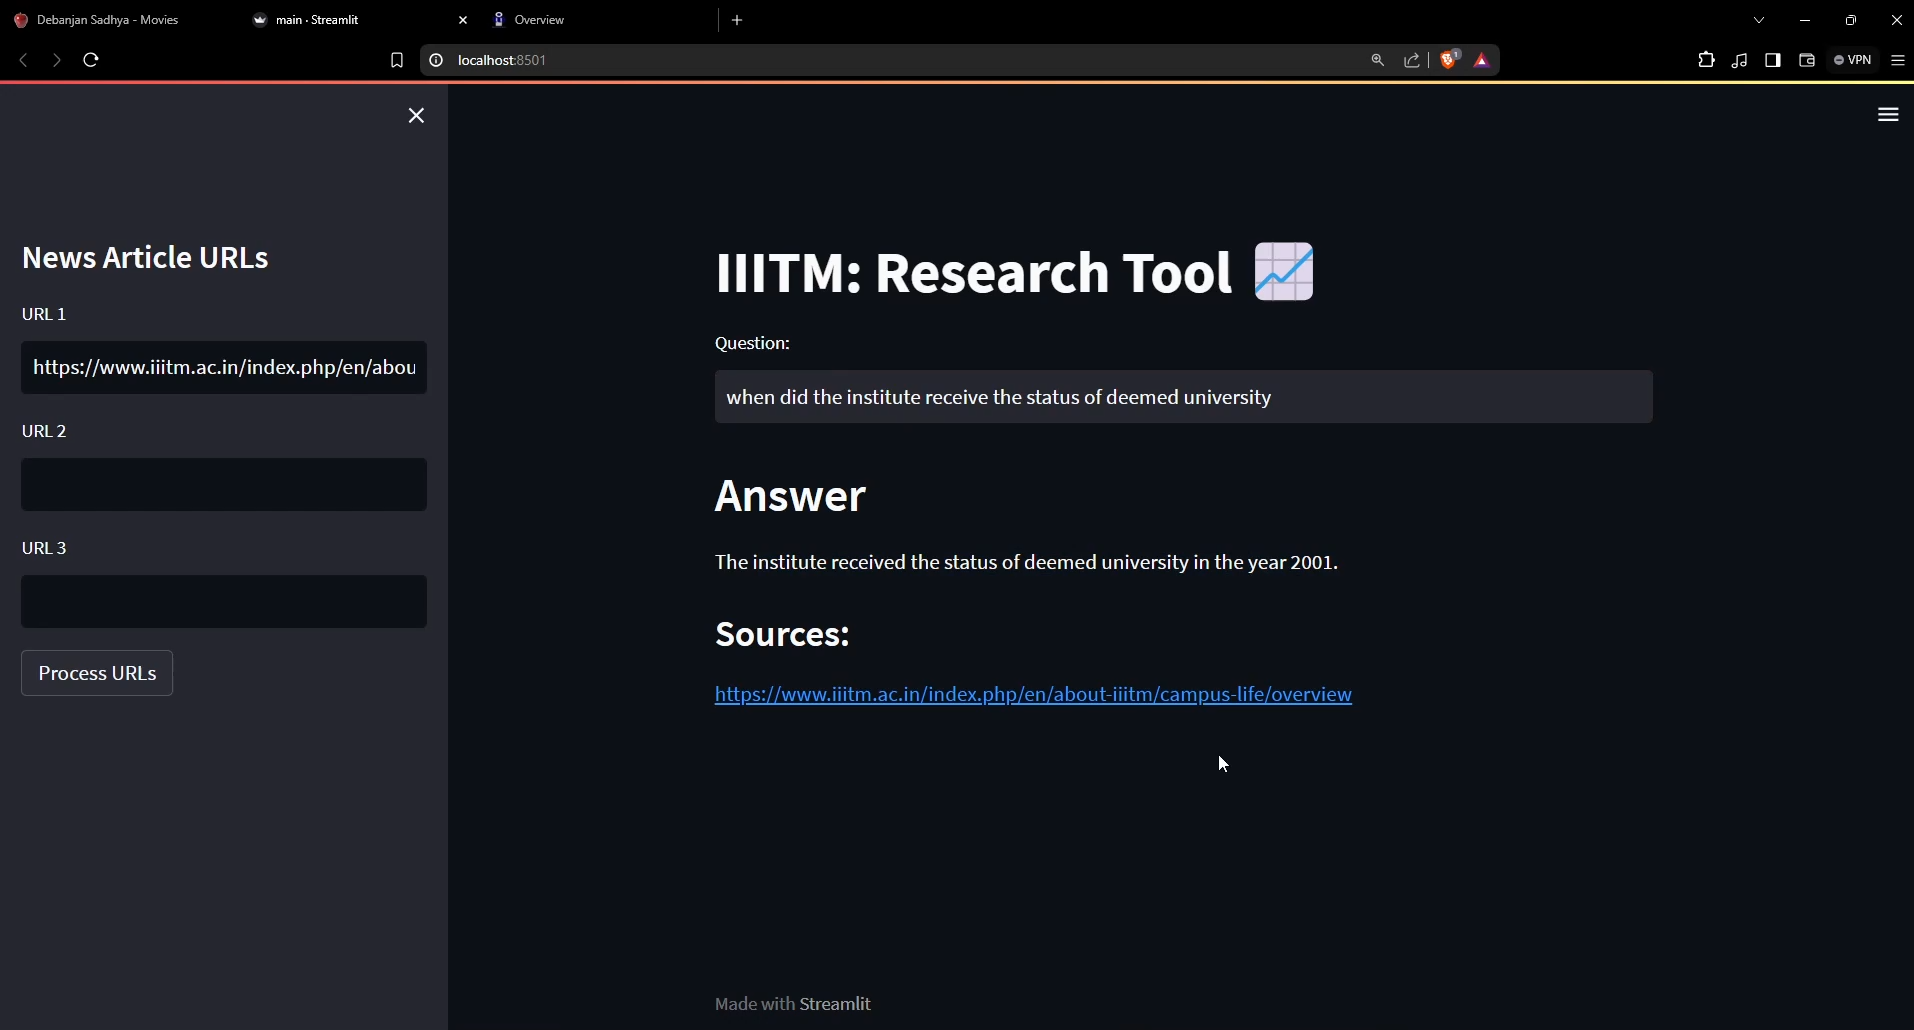 Debanjan Sadhya - Movies
main · Streamlit
Overview
localhost:8501
1
VPN
News Article URLs
URL 1
https://www.iiitm.ac.in/index.php/en/abou
URL 2
URL 3
Process URLs
IIITM: Research Tool
Question:
when did the institute receive the status of deemed university
Answer
The institute received the status of deemed university in the year 2001.
Sources:
https://www.iiitm.ac.in/index.php/en/about-iiitm/campus-life/overview
Made with Streamlit